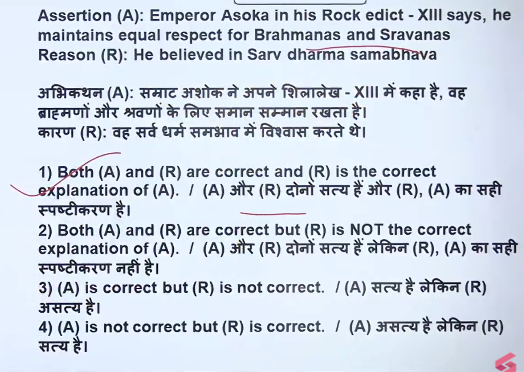 Assertion (A): Emperor Asoka in his Rock edict - XIII says, he
maintains equal respect for Brahmanas and Sravanas
Reason (R): He believed in Sarv dharma samabhava
अभिकथन (A): सम्राट अशोक ने अपने शिलालेख - XIII में कहा है, वह
ब्राह्मणों और श्रवणों के लिए समान सम्मान रखता है।
कारण (R): वह सर्व धर्म समभाव में विश्वास करते थे।
1) Both (A) and (R) are correct and (R) is the correct
explanation of (A). / (A) और (R) दोनों सत्य हैं और (R), (A) का सही
स्पष्टीकरण है।
2) Both (A) and (R) are correct but (R) is NOT the correct
explanation of (A). / (A) और (R) दोनों सत्य हैं लेकिन (R), (A) का सही
स्पष्टीकरण नहीं है।
3) (A) is correct but (R) is not correct. / (A) सत्य है लेकिन (R)
असत्य है।
4) (A) is not correct but (R) is correct. / (A) असत्य है लेकिन (R)
सत्य है।